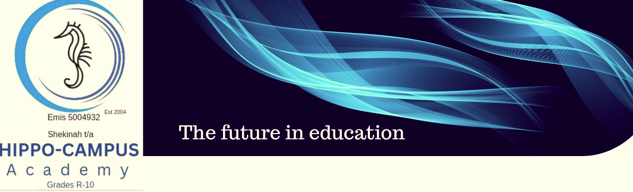 Est 2004
Emis 5004932
Shekinah t/a
HIPPO-CAMPUS
Academy
Grades R-10
The future in education